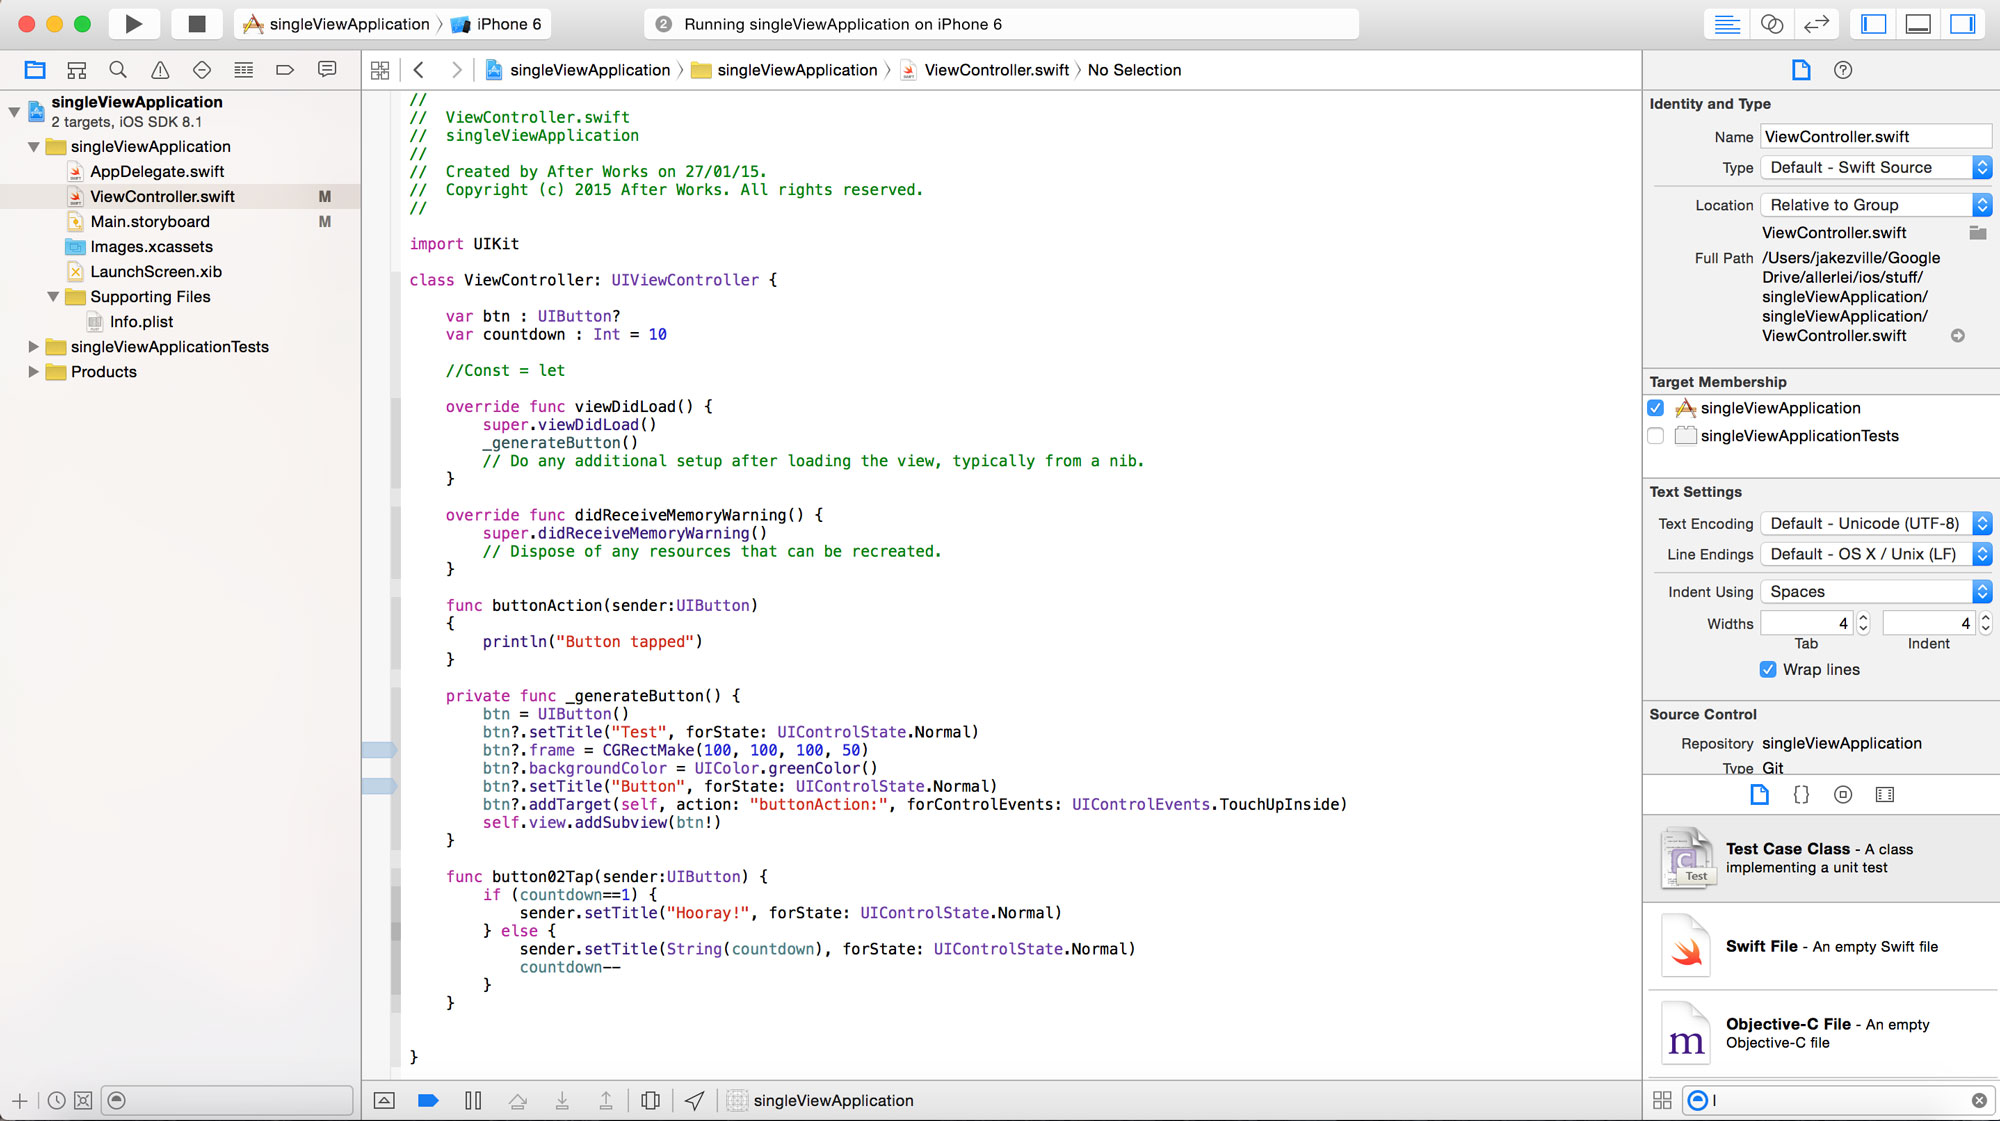 singleViewApplication
iPhone 6
2
Running singleViewApplication on iPhone 6
singleViewApplication
singleViewApplication
ViewController.swift
No Selection
singleViewApplication
2 targets, iOS SDK 8.1
singleViewApplication
AppDelegate.swift
ViewController.swift M
Main.storyboard M
Images.xcassets
LaunchScreen.xib
Supporting Files
Info.plist
singleViewApplicationTests
Products
//
//  ViewController.swift
//  singleViewApplication
//
//  Created by After Works on 27/01/15.
//  Copyright (c) 2015 After Works. All rights reserved.
//
import UIKit
class ViewController: UIViewController {
    var btn : UIButton?
    var countdown : Int = 10
    //Const = let
    override func viewDidLoad() {
        super.viewDidLoad()
        _generateButton()
        // Do any additional setup after loading the view, typically from a nib.
    }
    override func didReceiveMemoryWarning() {
        super.didReceiveMemoryWarning()
        // Dispose of any resources that can be recreated.
    }
    func buttonAction(sender:UIButton)
    {
        println("Button tapped")
    }
    private func _generateButton() {
        btn = UIButton()
        btn?.setTitle("Test", forState: UIControlState.Normal)
        btn?.frame = CGRectMake(100, 100, 100, 50)
        btn?.backgroundColor = UIColor.greenColor()
        btn?.setTitle("Button", forState: UIControlState.Normal)
        btn?.addTarget(self, action: "buttonAction:", forControlEvents: UIControlEvents.TouchUpInside)
        self.view.addSubview(btn!)
    }
    func button02Tap(sender:UIButton) {
        if (countdown==1) {
            sender.setTitle("Hooray!", forState: UIControlState.Normal)
        } else {
            sender.setTitle(String(countdown), forState: UIControlState.Normal)
            countdown--
        }
    }
}
singleViewApplication
Identity and Type
Name ViewController.swift
Type Default - Swift Source
Location Relative to Group
ViewController.swift
Full Path /Users/jakezville/Google
Drive/allerlei/ios/stuff/
singleViewApplication/
singleViewApplication/
ViewController.swift
Target Membership
singleViewApplication
singleViewApplicationTests
Text Settings
Text Encoding Default - Unicode (UTF-8)
Line Endings Default - OS X / Unix (LF)
Indent Using Spaces
Widths 4 4
Tab Indent
Wrap lines
Source Control
Repository singleViewApplication
Type Git
{}
C
Test
Test Case Class - A class
implementing a unit test
Swift File - An empty Swift file
m
Objective-C File - An empty
Objective-C file